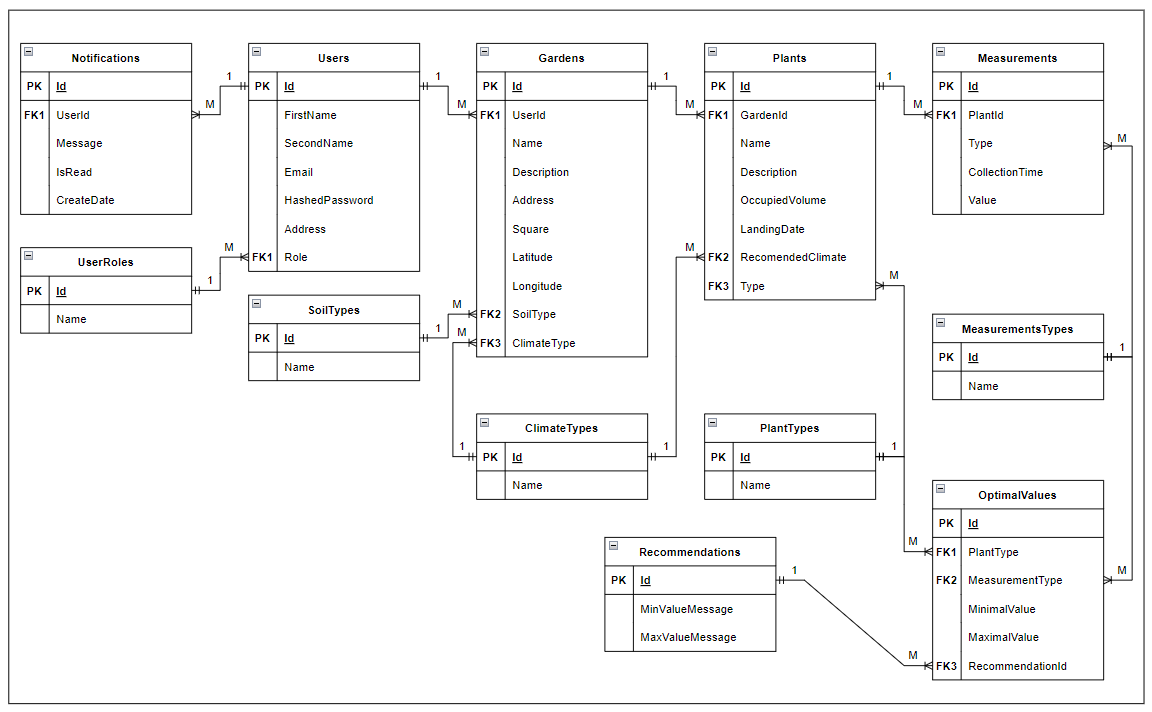 Notifications
PK Id
FK1 UserId
Message
IsRead
CreateDate
1
M
Users
PK Id
FirstName
SecondName
Email
HashedPassword
Address
FK1 Role
1
M
Gardens
PK Id
FK1 UserId
Name
Description
Address
Square
Latitude
Longitude
FK2 SoilType
FK3 ClimateType
1
M
Plants
PK Id
FK1 GardenId
Name
Description
OccupiedVolume
LandingDate
FK2 RecomendedClimate
FK3 Type
1
M
Measurements
PK Id
FK1 PlantId
Type
CollectionTime
Value
M
UserRoles
PK Id
Name
1
M
SoilTypes
PK Id
Name
1
M
M
1
ClimateTypes
PK Id
Name
1
M
PlantTypes
PK Id
Name
1
M
M
MeasurementsTypes
PK Id
Name
1
M
OptimalValues
PK Id
FK1 PlantType
FK2 MeasurementType
MinimalValue
MaximalValue
FK3 RecommendationId
Recommendations
PK Id
MinValueMessage
MaxValueMessage
1
M